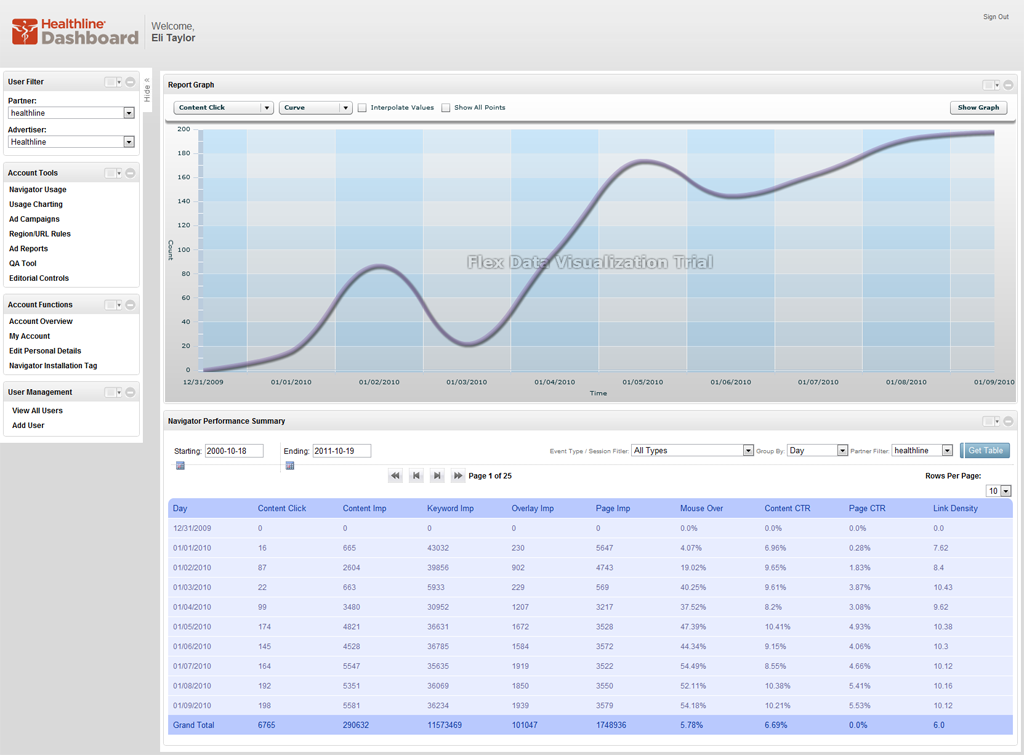 Healthline
Dashboard
Welcome,
Eli Taylor
Sign Out
Hide
User Filter
Partner:
healthline
Advertiser:
Healthline
Account Tools
Navigator Usage
Usage Charting
Ad Campaigns
Region/URL Rules
Ad Reports
QA Tool
Editorial Controls
Account Functions
Account Overview
My Account
Edit Personal Details
Navigator Installation Tag
User Management
View All Users
Add User
Report Graph
Content Click Curve Interpolate Values Show All Points Show Graph
200
180
160
140
120
100
80
60
40
20
0
Count
Flex Data Visualization Trial
12/31/2009 01/01/2010 01/02/2010 01/03/2010 01/04/2010 01/05/2010 01/06/2010 01/07/2010 01/08/2010 01/09/2010
Time
Navigator Performance Summary
Starting: 2000-10-18 Ending: 2011-10-19 Event Type / Session Filter: All Types Group By: Day Partner Filter: healthline Get Table
Page 1 of 25 Rows Per Page:
10
Day Content Click Content Imp Keyword Imp Overlay Imp Page Imp Mouse Over Content CTR Page CTR Link Density
12/31/2009 0 0 0 0 0 0.0% 0.0% 0.0% 0.0
01/01/2010 16 665 43032 230 5647 4.07% 6.96% 0.28% 7.62
01/02/2010 87 2604 39856 902 4743 19.02% 9.65% 1.83% 8.4
01/03/2010 22 663 5933 229 569 40.25% 9.61% 3.87% 10.43
01/04/2010 99 3480 30952 1207 3217 37.52% 8.2% 3.08% 9.62
01/05/2010 174 4821 36631 1672 3528 47.39% 10.41% 4.93% 10.38
01/06/2010 145 4528 36785 1584 3572 44.34% 9.15% 4.06% 10.3
01/07/2010 164 5547 35635 1919 3522 54.49% 8.55% 4.66% 10.12
01/08/2010 192 5351 36069 1850 3550 52.11% 10.38% 5.41% 10.16
01/09/2010 198 5581 36234 1939 3579 54.18% 10.21% 5.53% 10.12
Grand Total 6765 290632 11573469 101047 1748936 5.78% 6.69% 0.0% 6.0